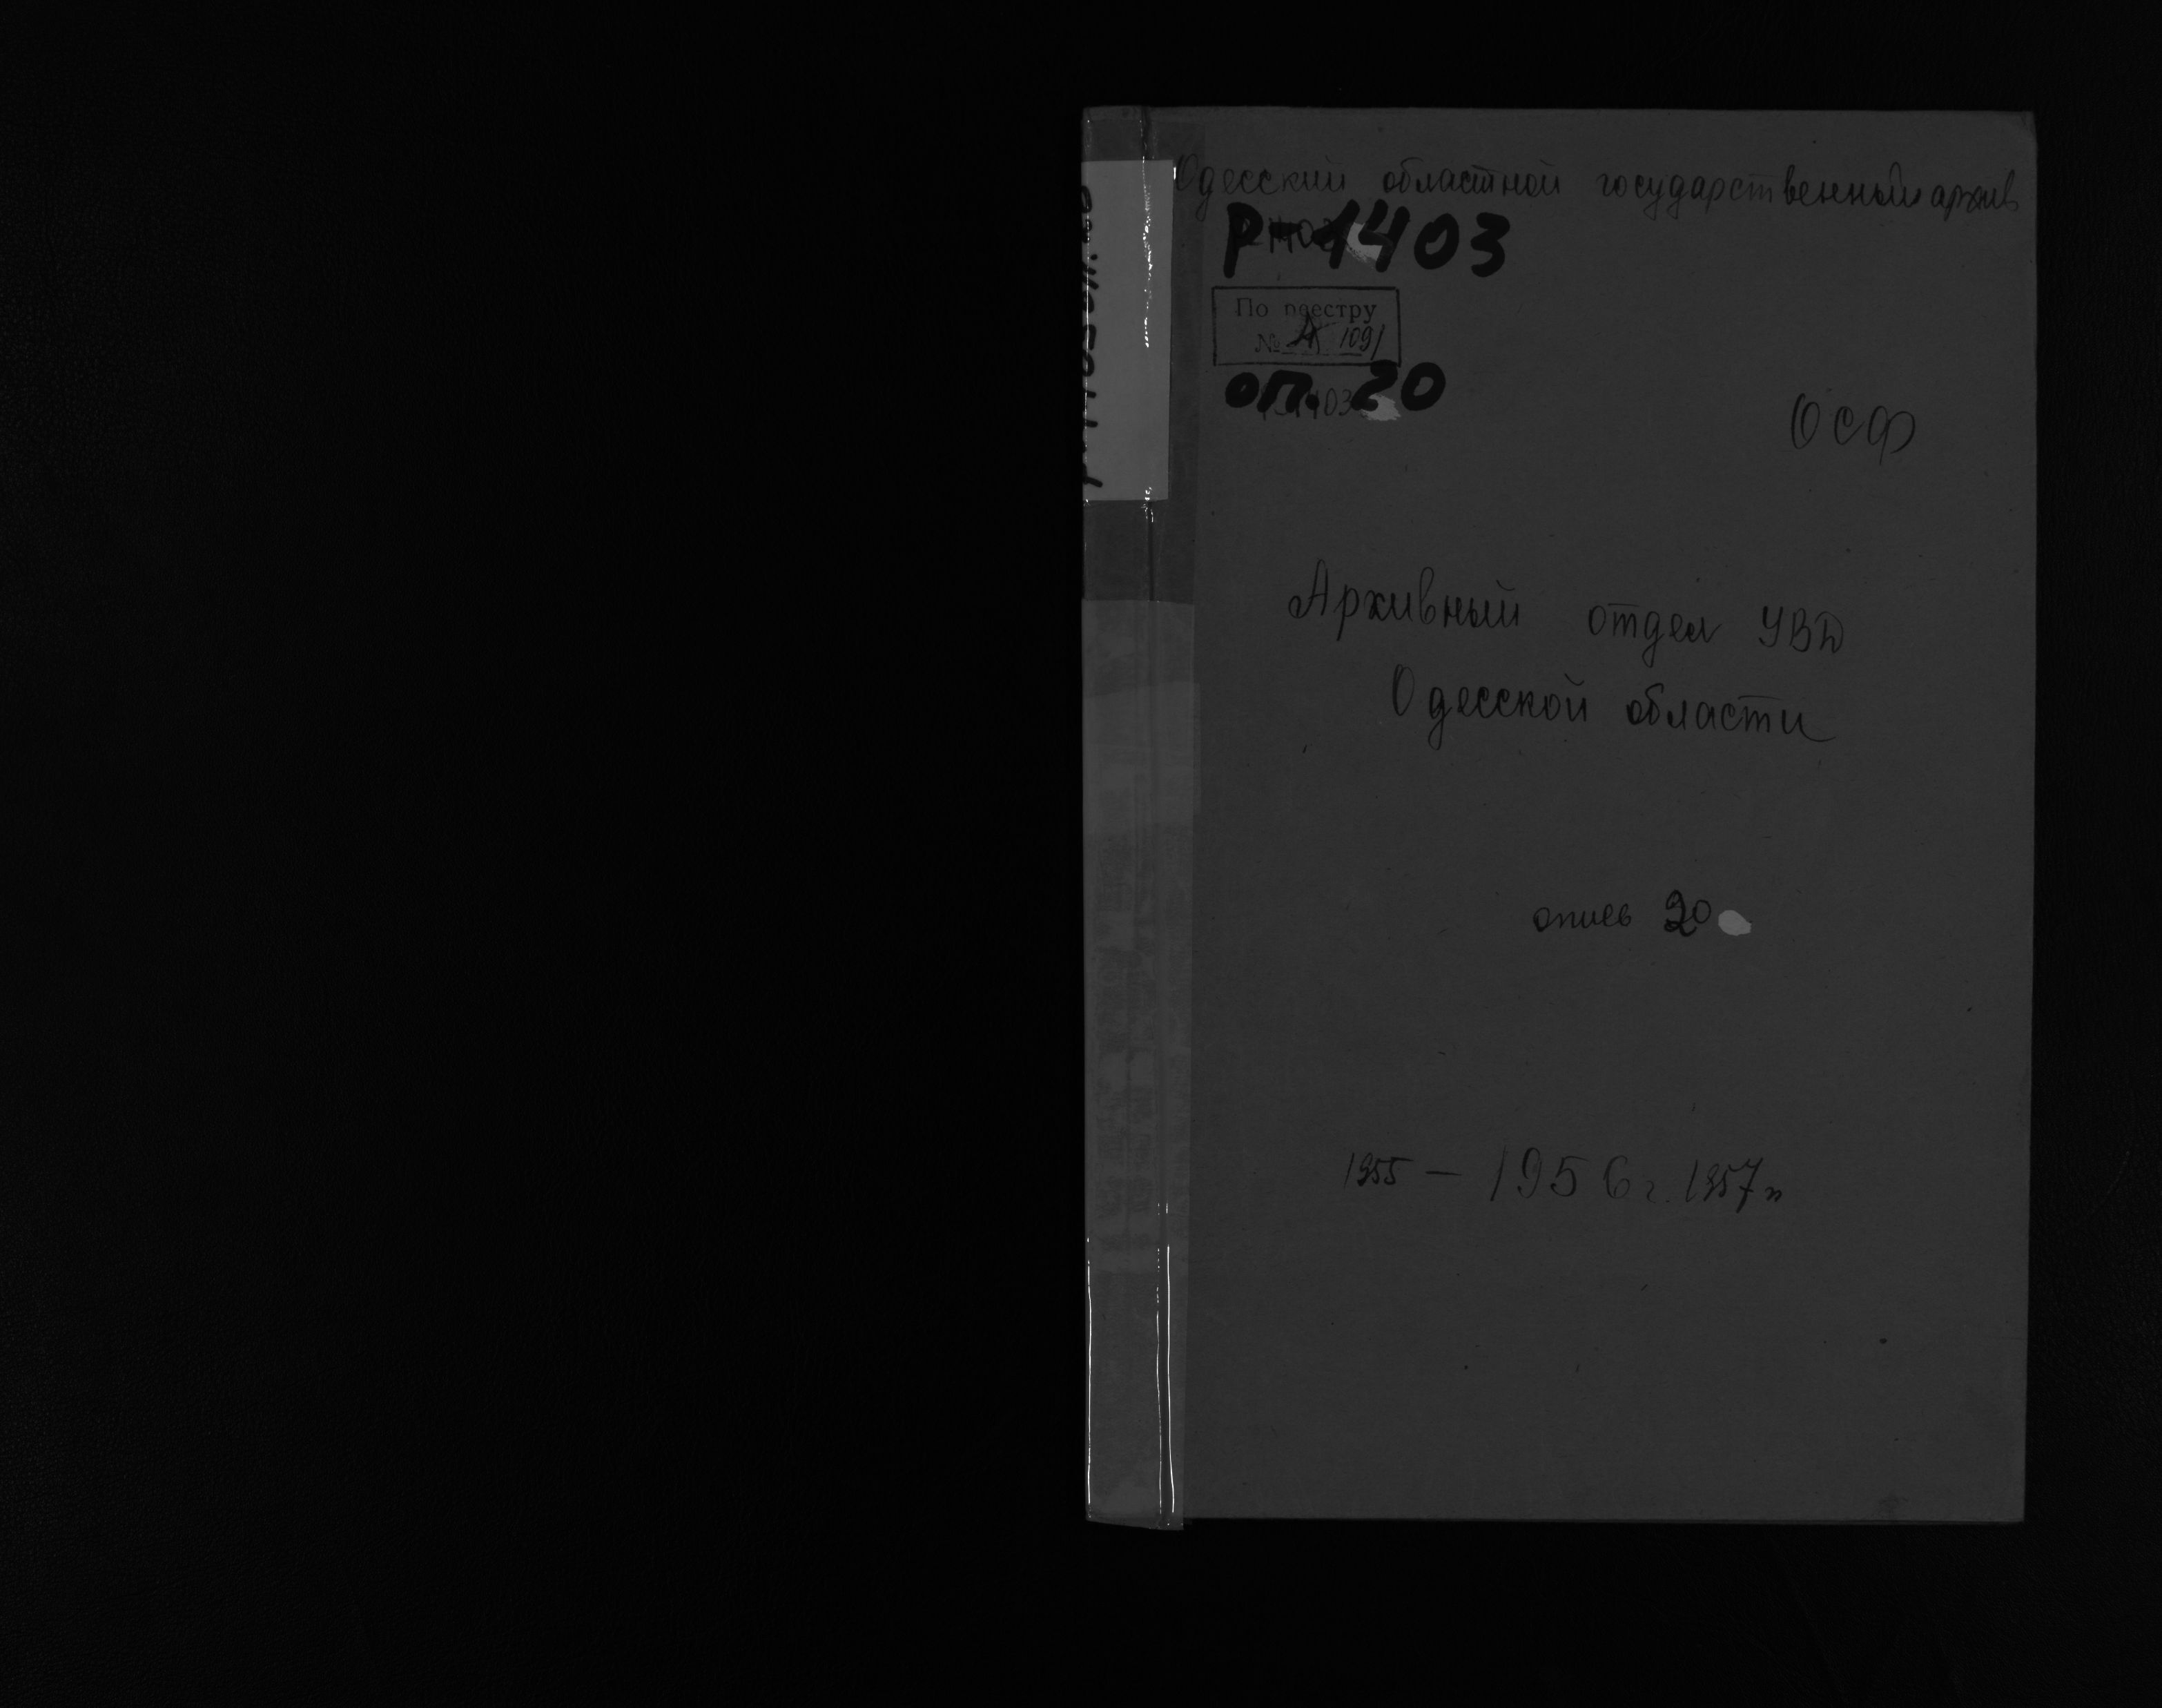 Одесский областной государственный архив
Р-1403
По реестру
№ А 1091
оп. 20
ОСФ
Архивный отдел УВД
Одесской области
опись 20
1955 – 1956 г. 1957